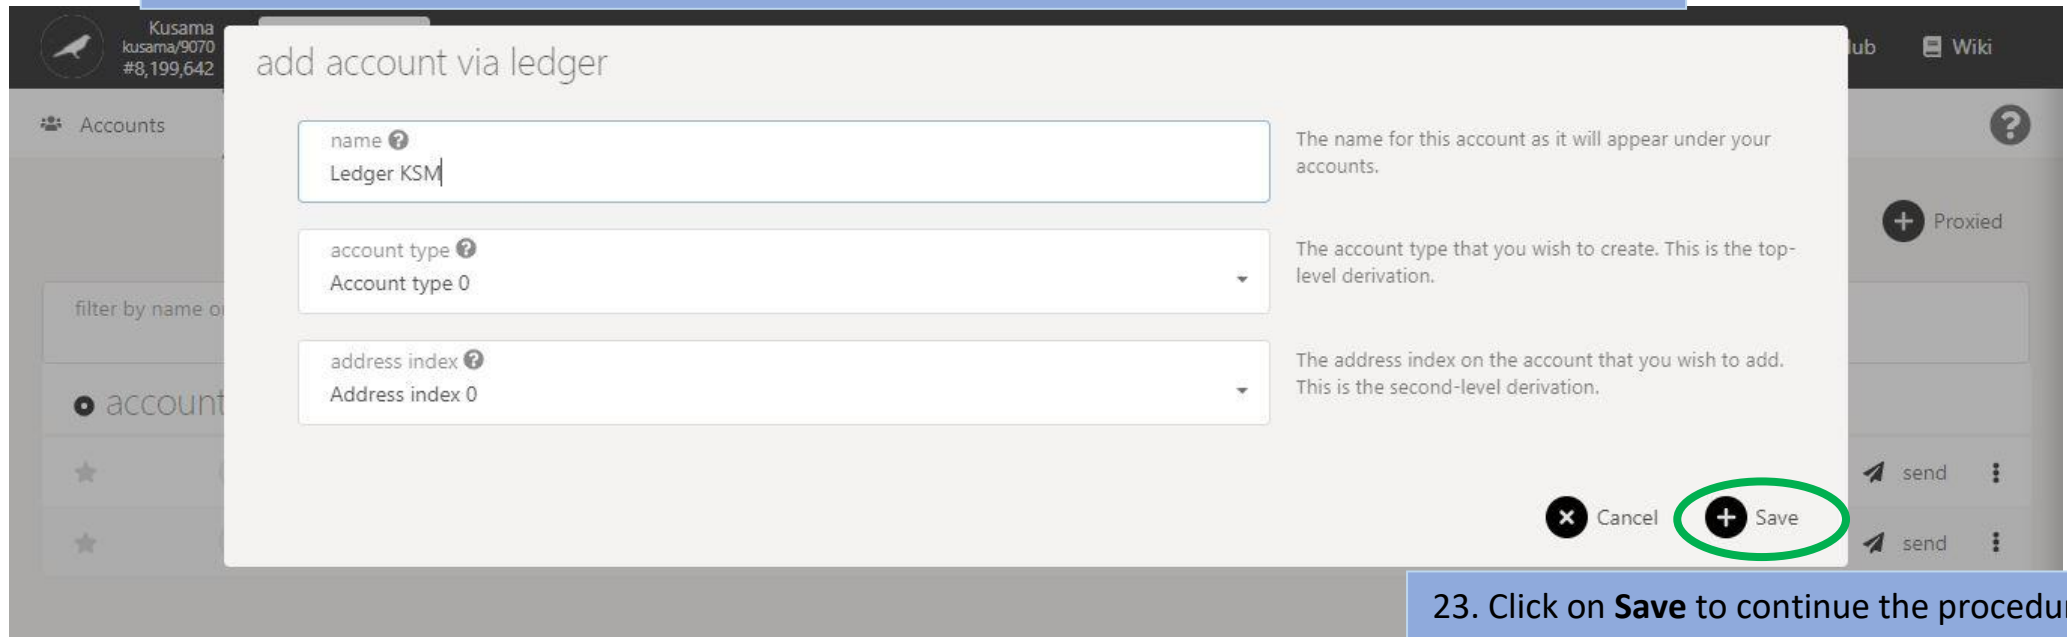 Kusama
kusama/9070
#8,199,642
add account via ledger
Wiki
Accounts
name
Ledger KSM
The name for this account as it will appear under your
accounts.
Proxied
account type
Account type 0
The account type that you wish to create. This is the top-
level derivation.
filter by name
address index
Address index 0
The address index on the account that you wish to add.
This is the second-level derivation.
account
send
Cancel
Save
send
23. Click on Save to continue the